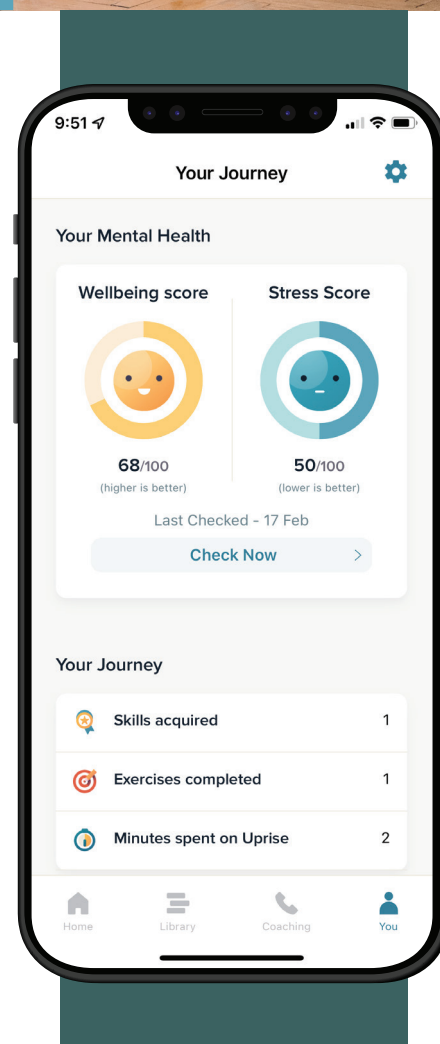 9:51
Your Journey
Your Mental Health
Wellbeing score
Stress Score
68/100
50/100
(higher is better)
(lower is better)
Last Checked - 17 Feb
Check Now
Your Journey
Skills acquired 1
Exercises completed 1
Minutes spent on Uprise 2
Home Library Coaching You